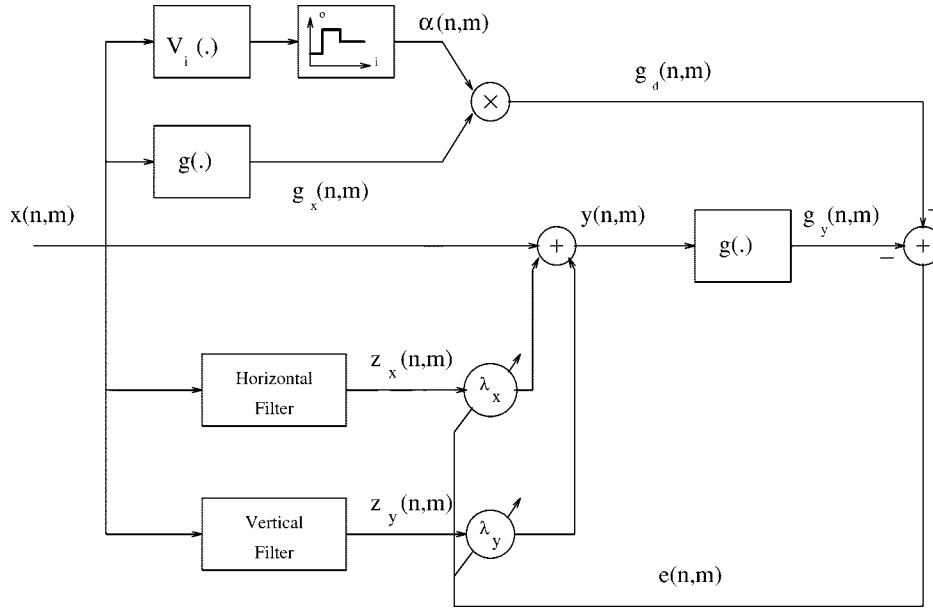 V_i (.)
o
i
α(n,m)
×
g_d(n,m)
g(.)
g_x(n,m)
x(n,m)
+
y(n,m)
g(.)
g_y(n,m)
−
+
Horizontal
Filter
z_x(n,m)
λ_x
Vertical
Filter
z_y(n,m)
λ_y
e(n,m)